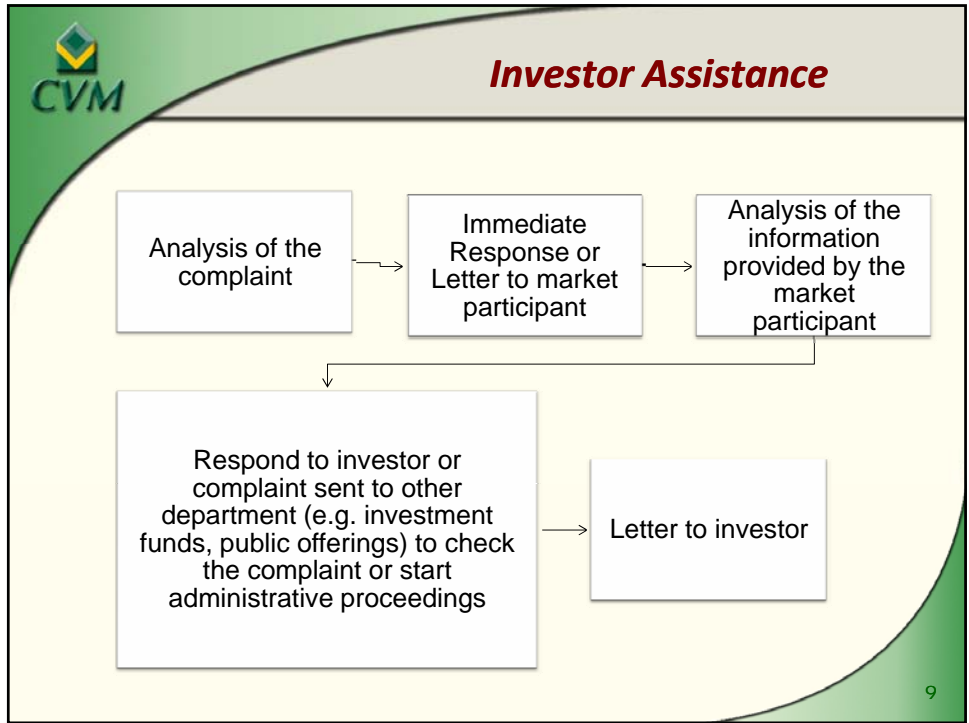 CVM
Investor Assistance
Analysis of the
complaint
Immediate
Response or
Letter to market
participant
Analysis of the
information
provided by the
market
participant
Respond to investor or
complaint sent to other
department (e.g. investment
funds, public offerings) to check
the complaint or start
administrative proceedings
Letter to investor
9